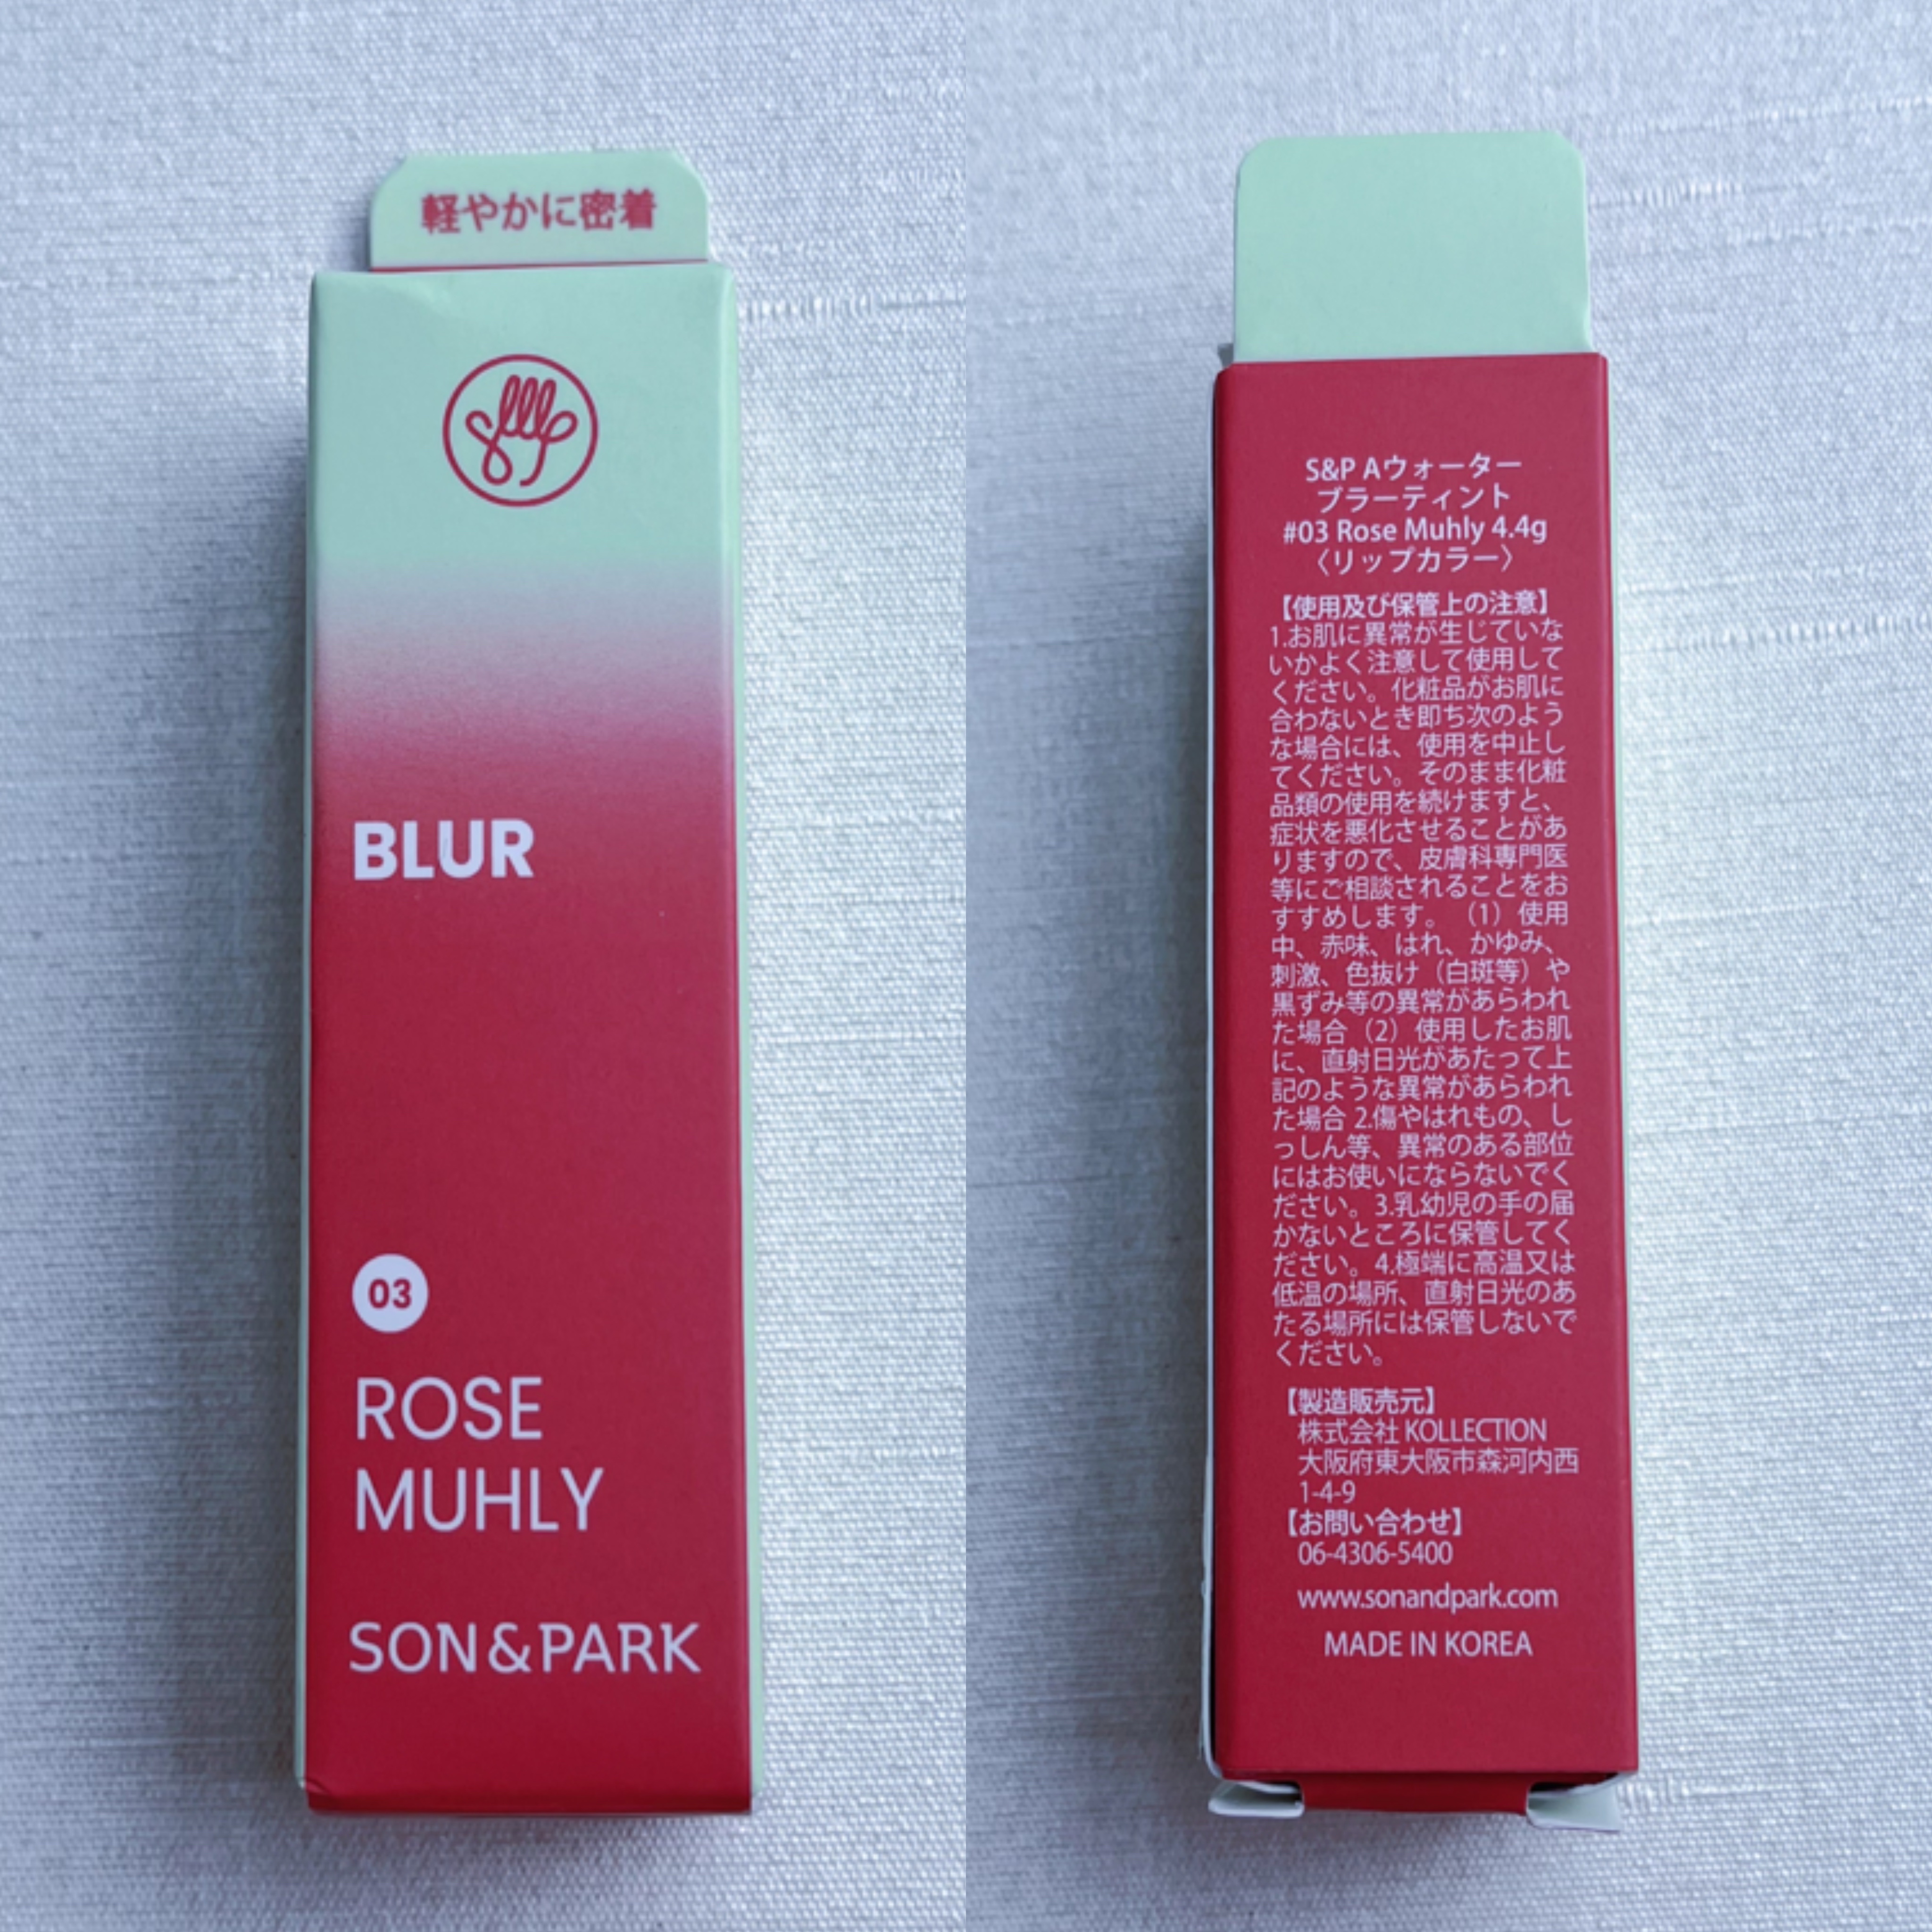 軽やかに密着
BLUR
03
ROSE
MUHLY
SON&PARK
S&P Aウォーター
ブラーティント
#03 Rose Muhly 4.4g
〈リップカラー〉
【使用及び保管上の注意】
1.お肌に異常が生じていな
いかよく注意して使用して
ください。化粧品がお肌に
合わないとき即ち次のよう
な場合には、使用を中止し
てください。そのまま化粧
品類の使用を続けますと、
症状を悪化させることがあ
りますので、皮膚科専門医
等にご相談されることをお
すすめします。（1）使用
中、赤味、はれ、かゆみ、
刺激、色抜け（白斑等）や
黒ずみ等の異常があらわれ
た場合（2）使用したお肌
に、直射日光があたって上
記のような異常があらわれ
た場合 2.傷やはれもの、し
っしん等、異常のある部位
にはお使いにならないでく
ださい。3.乳幼児の手の届
かないところに保管してく
ださい。4.極端に高温又は
低温の場所、直射日光のあ
たる場所には保管しないで
ください。
【製造販売元】
株式会社 KOLLECTION
大阪府東大阪市森河内西
1-4-9
【お問い合わせ】
06-4306-5400
www.sonandpark.com
MADE IN KOREA